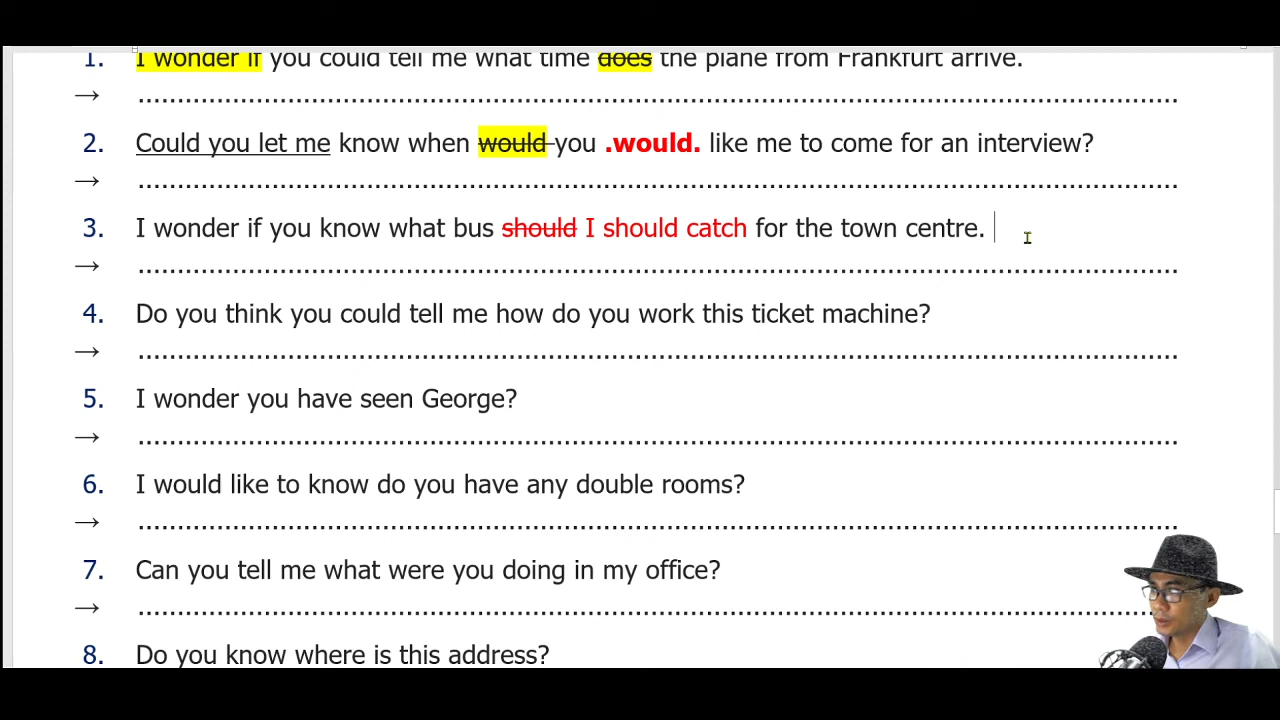 1. I wonder if you could tell me what time does the plane from Frankfurt arrive.
→ ....................................................................................................................................
2. Could you let me know when would you .would. like me to come for an interview?
→ ....................................................................................................................................
3. I wonder if you know what bus should I should catch for the town centre.
→ ....................................................................................................................................
4. Do you think you could tell me how do you work this ticket machine?
→ ....................................................................................................................................
5. I wonder you have seen George?
→ ....................................................................................................................................
6. I would like to know do you have any double rooms?
→ ....................................................................................................................................
7. Can you tell me what were you doing in my office?
→ ....................................................................................................................................
8. Do you know where is this address?